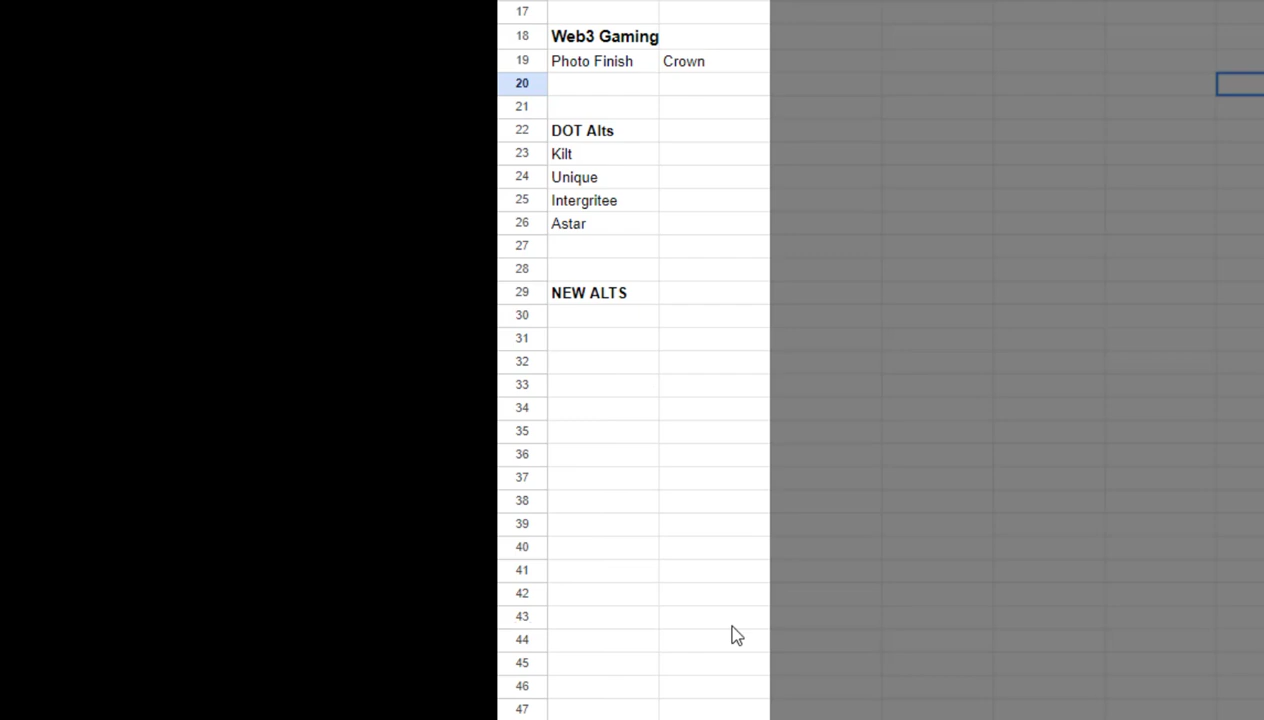 17
18 Web3 Gaming
19 Photo Finish Crown
20
21
22 DOT Alts
23 Kilt
24 Unique
25 Intergritee
26 Astar
27
28
29 NEW ALTS
30
31
32
33
34
35
36
37
38
39
40
41
42
43
44
45
46
47